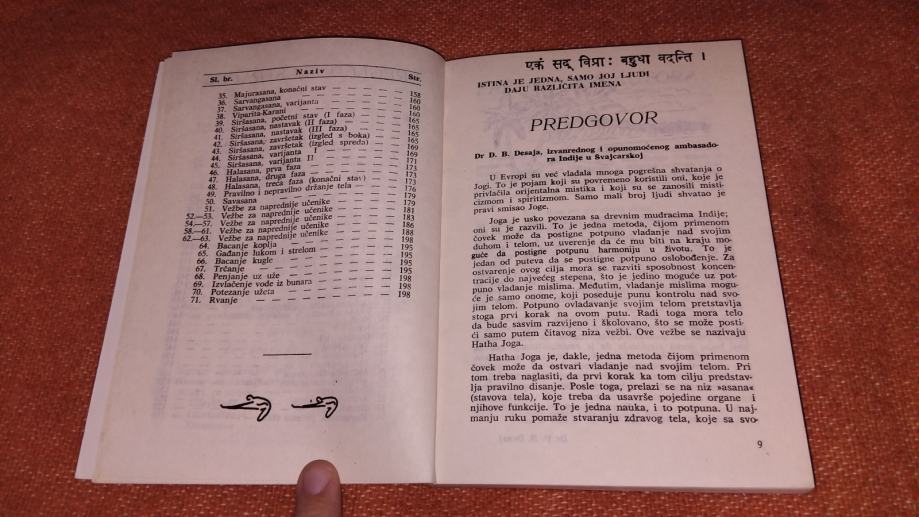 Sl. br. Naziv Str.
35. Majurasana, konačni stav — — — — 158
36. Sarvangasana — — — — 160
37. Sarvangasana, varijanta — — — — 160
38. Viparita-Karani — — — — 160
39. Siršasana, početni stav (I faza) — — 165
40. Siršasana, nastavak (II faza) — — 165
41. Siršasana, nastavak (III faza) — — 165
42. Siršasana, završetak (izgled s boka) — 165
43. Siršasana, završetak (izgled spreda) — 165
44. Siršasana, varijanta I — — — 169
45. Siršasana, varijanta II — — — 169
46. Halasana, prva faza — — — 171
47. Halasana, druga faza — — — 173
48. Halasana, treća faza (konačni stav) — 173
49. Pravilno i nepravilno držanje tela — — 176
50. Savasana — — — — 179
51. Vežbe za naprednije učenike — — 179
52.—53. Vežbe za naprednije učenike — — 181
54.—57. Vežbe za naprednije učenike — — 183
58.—61. Vežbe za naprednije učenike — — 186
62.—63. Vežbe za naprednije učenike — — 188
64. Bacanje koplja — — — — 198
65. Gađanje lukom i strelom — — — 195
66. Bacanje kugle — — — — 195
67. Trčanje — — — — 195
68. Penjanje uz uže — — — — 195
69. Izvlačenje vode iz bunara — — — 198
70. Potezanje užeta — — — — 198
71. Rvanje — — — — 198
एकं सद् विप्राः बहुधा वदन्ति ।
ISTINA JE JEDNA, SAMO JOJ LJUDI
DAJU RAZLIČITA IMENA
PREDGOVOR
Dr D. B. Desaja, izvanrednog i opunomoćenog ambasado-
ra Indije u Svajcarskoj
U Evropi su već vladala mnoga pogrešna shvatanja o
Jogi. To je pojam koji su povremeno koristili oni, koje je
privlačila orijentalna mistika i koji su se zanosili misti-
cizmom i spiritizmom. Samo mali broj ljudi shvatao je
pravi smisao Joge.
Joga je usko povezana sa drevnim mudracima Indije;
oni su je razvili. To je jedna metoda, čijom primenom
čovek može da postigne potpuno vladanje nad svojim
duhom i telom, uz uverenje da će mu biti na kraju mo-
guće da postigne potpunu harmoniju u životu. To je
jedan od puteva da se postigne potpuno oslobođenje. Za
ostvarenje ovog cilja mora se razviti sposobnost koncen-
tracije do najvećeg stepena, što je jedino moguće uz pot-
puno vladanje mislima. Međutim, vladanje mislima mogu-
će je samo onome, koji poseduje punu kontrolu nad svo-
jim telom. Potpuno ovladavanje svojim telom pretstavlja
stoga prvi korak na ovom putu. Radi toga mora telo
da bude sasvim razvijeno i školovano, što se može posti-
ći samo putem čitavog niza vežbi. Ove vežbe se nazivaju
Hatha Joga.
Hatha Joga je, dakle, jedna metoda čijom primenom
čovek može da ostvari vladanje nad svojim telom. Pri
tom treba naglasiti, da prvi korak ka tom cilju predstav-
lja pravilno disanje. Posle toga, prelazi se na niz »asana«
(stavova tela), koje treba da usavrše pojedine organe i
njihove funkcije. To je jedna nauka, i to potpuna. U naj-
manju ruku pomaže stvaranju zdravog tela, koje sa svo-
9